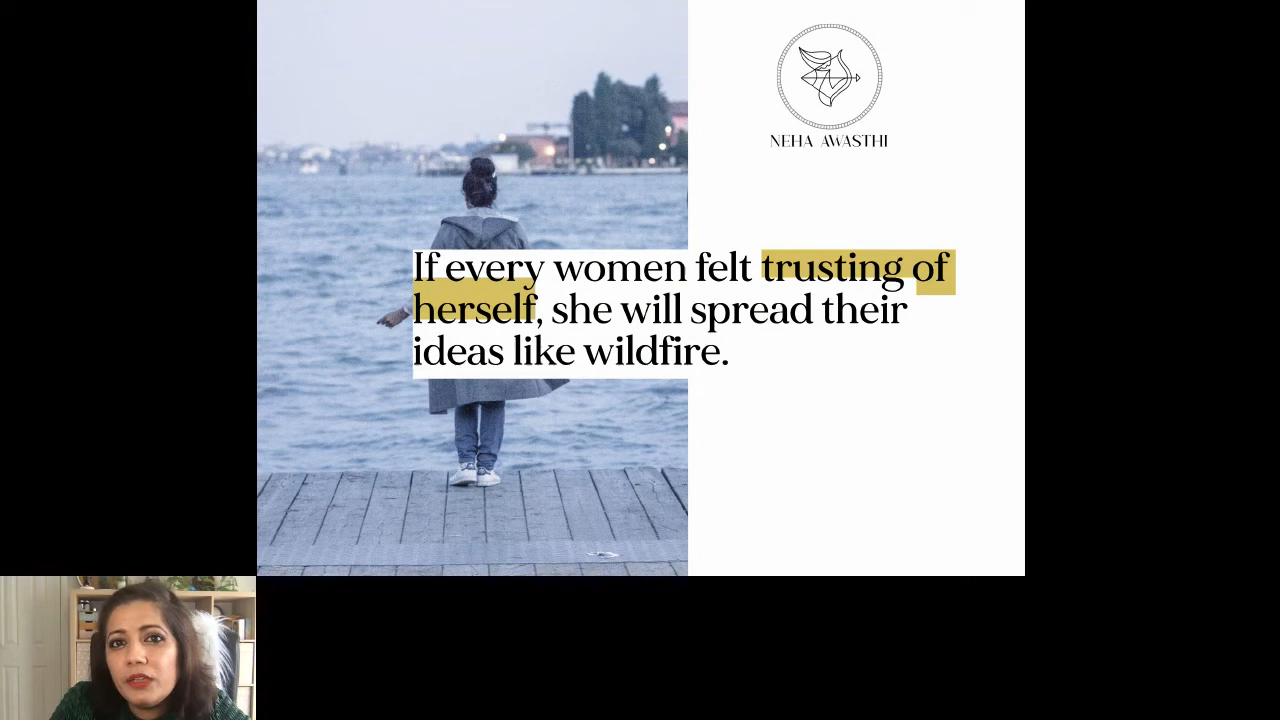 NEHA AWASTHI
If every women felt trusting of
herself, she will spread their
ideas like wildfire.